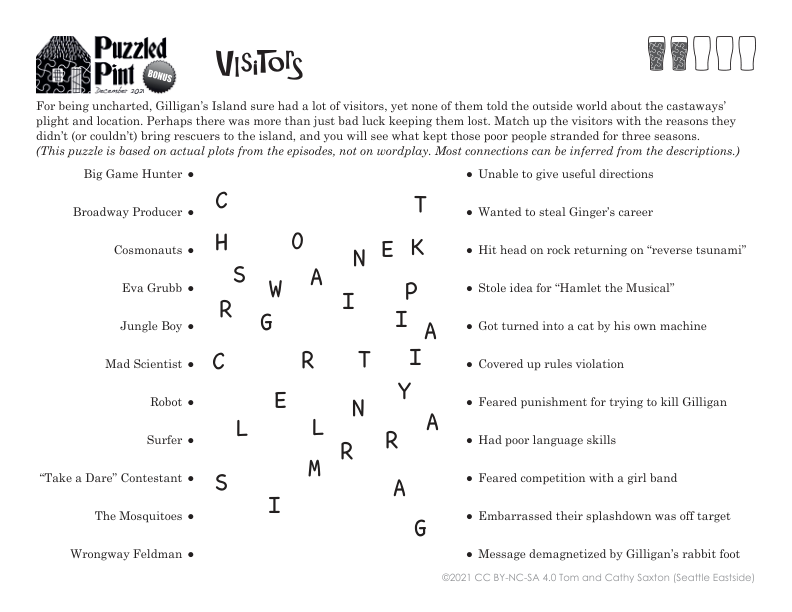 Puzzled
Pint
BONUS
December 2021
Visitors
For being uncharted, Gilligan's Island sure had a lot of visitors, yet none of them told the outside world about the castaways'
plight and location. Perhaps there was more than just bad luck keeping them lost. Match up the visitors with the reasons they
didn't (or couldn't) bring rescuers to the island, and you will see what kept those poor people stranded for three seasons.
(This puzzle is based on actual plots from the episodes, not on wordplay. Most connections can be inferred from the descriptions.)
Big Game Hunter • • Unable to give useful directions
C T
Broadway Producer • • Wanted to steal Ginger's career
H O N E K
Cosmonauts • • Hit head on rock returning on "reverse tsunami"
S W A I P
Eva Grubb • • Stole idea for "Hamlet the Musical"
R G I A
Jungle Boy • • Got turned into a cat by his own machine
C R T I
Mad Scientist • • Covered up rules violation
E N Y
Robot • • Feared punishment for trying to kill Gilligan
L L R R A
Surfer • • Had poor language skills
S M A
"Take a Dare" Contestant • • Feared competition with a girl band
I G
The Mosquitoes • • Embarrassed their splashdown was off target
Wrongway Feldman • • Message demagnetized by Gilligan's rabbit foot
©2021 CC BY-NC-SA 4.0 Tom and Cathy Saxton (Seattle Eastside)